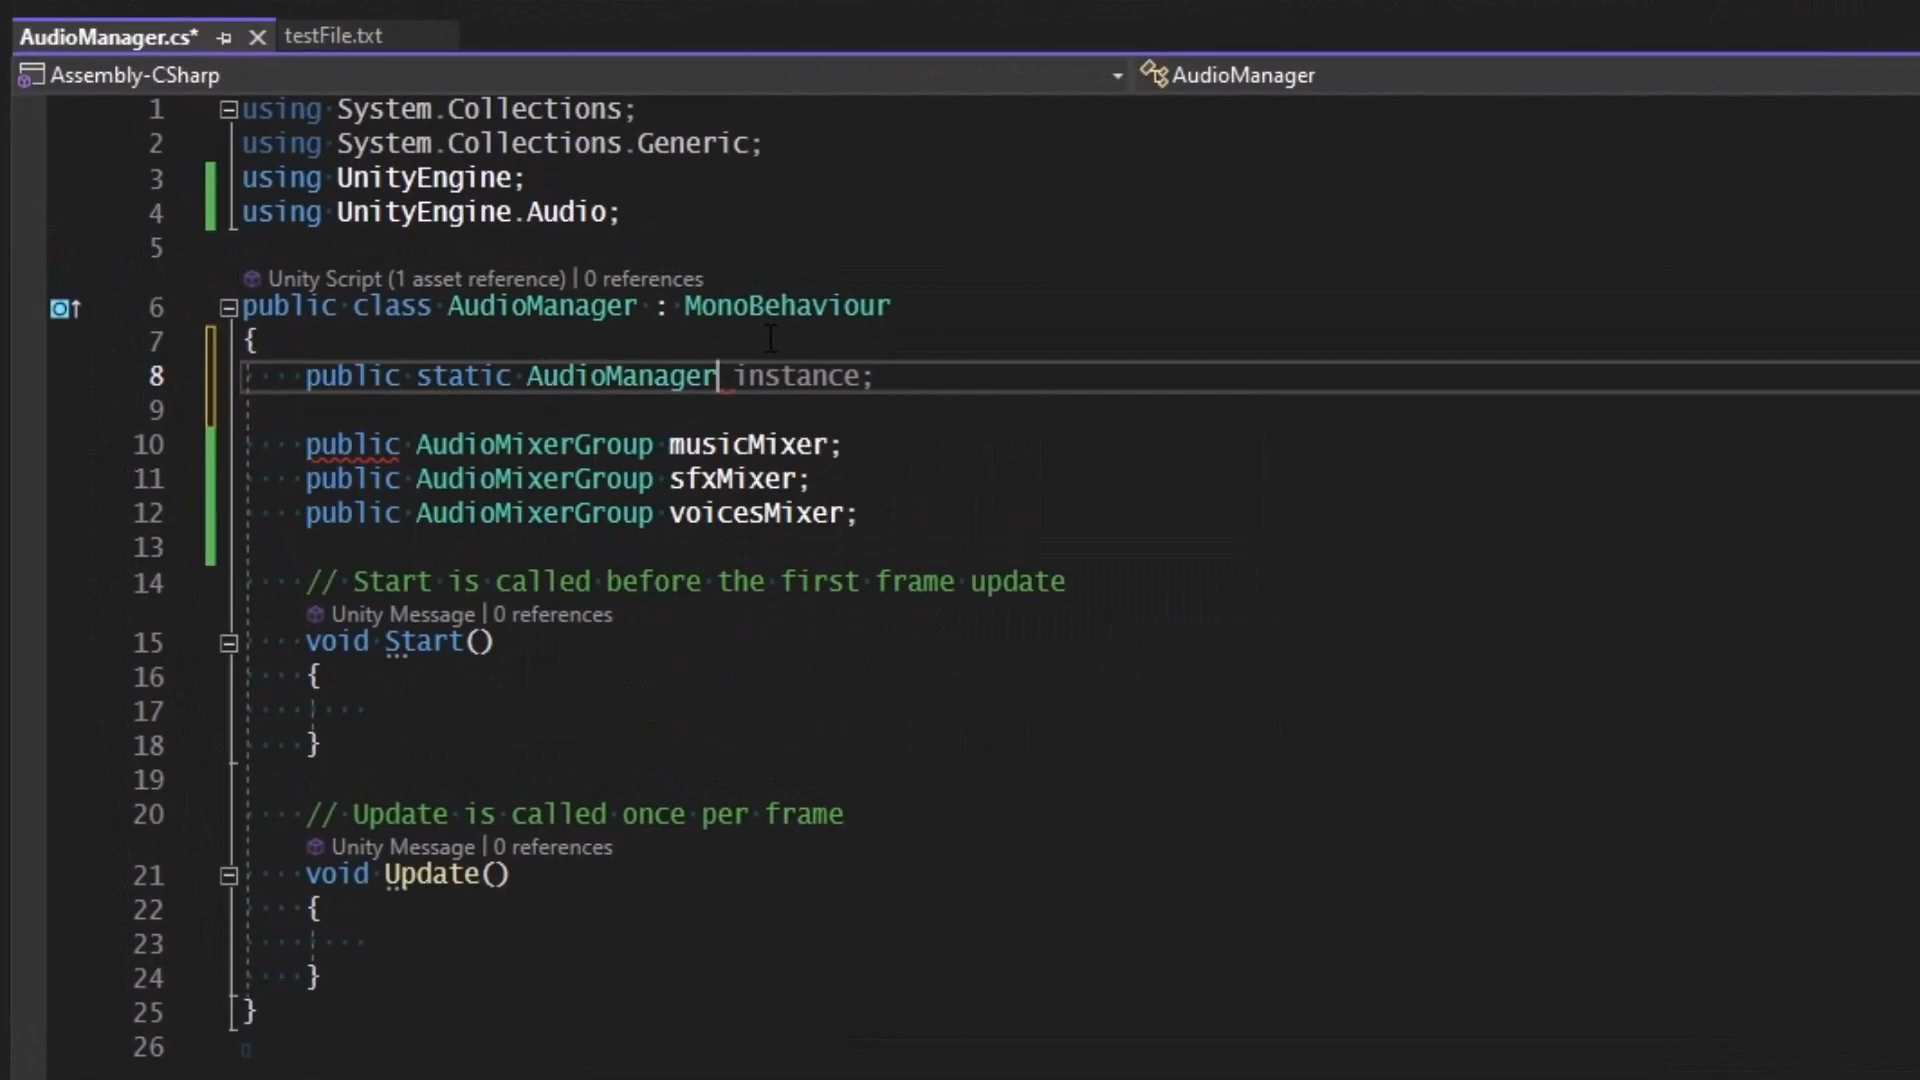 AudioManager.cs* testFile.txt
Assembly-CSharp AudioManager
1 using System.Collections;
2 using System.Collections.Generic;
3 using UnityEngine;
4 using UnityEngine.Audio;
5
Unity Script (1 asset reference) | 0 references
6 public class AudioManager : MonoBehaviour
7 {
8 public static AudioManager instance;
9
10 public AudioMixerGroup musicMixer;
11 public AudioMixerGroup sfxMixer;
12 public AudioMixerGroup voicesMixer;
13
14 // Start is called before the first frame update
Unity Message | 0 references
15 void Start()
16 {
17
18 }
19
20 // Update is called once per frame
Unity Message | 0 references
21 void Update()
22 {
23
24 }
25 }
26